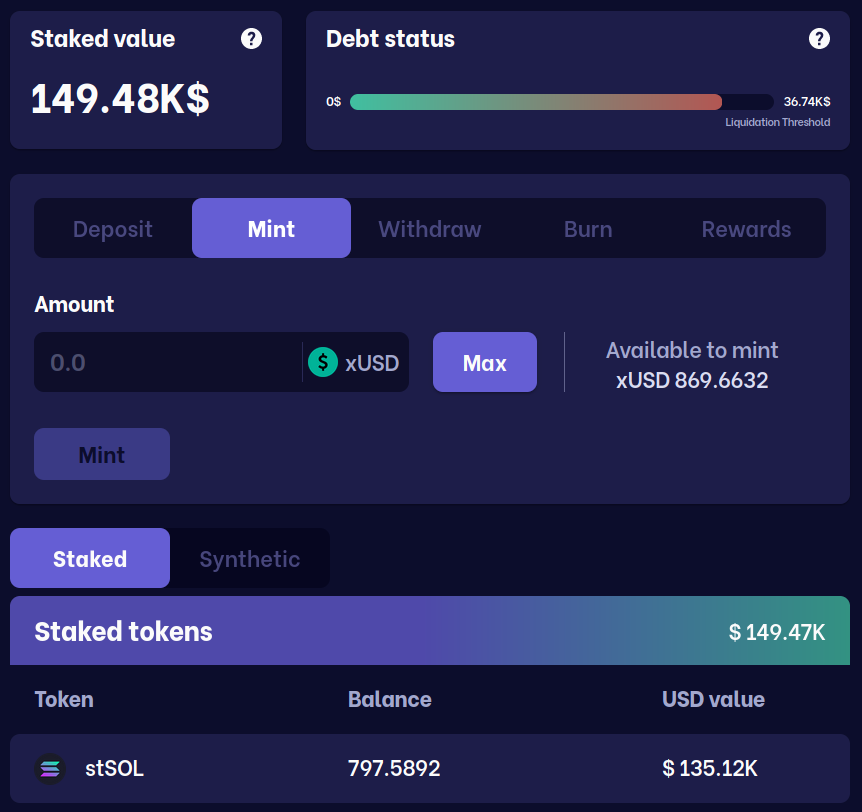 Staked value ?
149.48K$
Debt status ?
0$ 36.74K$
Liquidation Threshold
Deposit Mint Withdraw Burn Rewards
Amount
0.0 $ xUSD Max
Available to mint
xUSD 869.6632
Mint
Staked Synthetic
Staked tokens $ 149.47K
Token Balance USD value
stSOL 797.5892 $ 135.12K